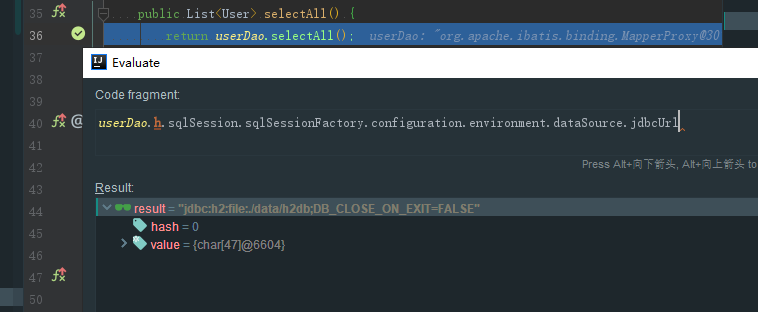 35 public List<User> selectAll() {
36 return userDao.selectAll(); userDao: "org.apache.ibatis.binding.MapperProxy@30
37
Evaluate
38
Code fragment:
39
40 @ userDao.h.sqlSession.sqlSessionFactory.configuration.environment.dataSource.jdbcUrl
41
42 Press Alt+向下箭头, Alt+向上箭头 to
43 Result:
44 result = "jdbc:h2:file:./data/h2db;DB_CLOSE_ON_EXIT=FALSE"
45 hash = 0
46 value = {char[47]@6604}
47
50